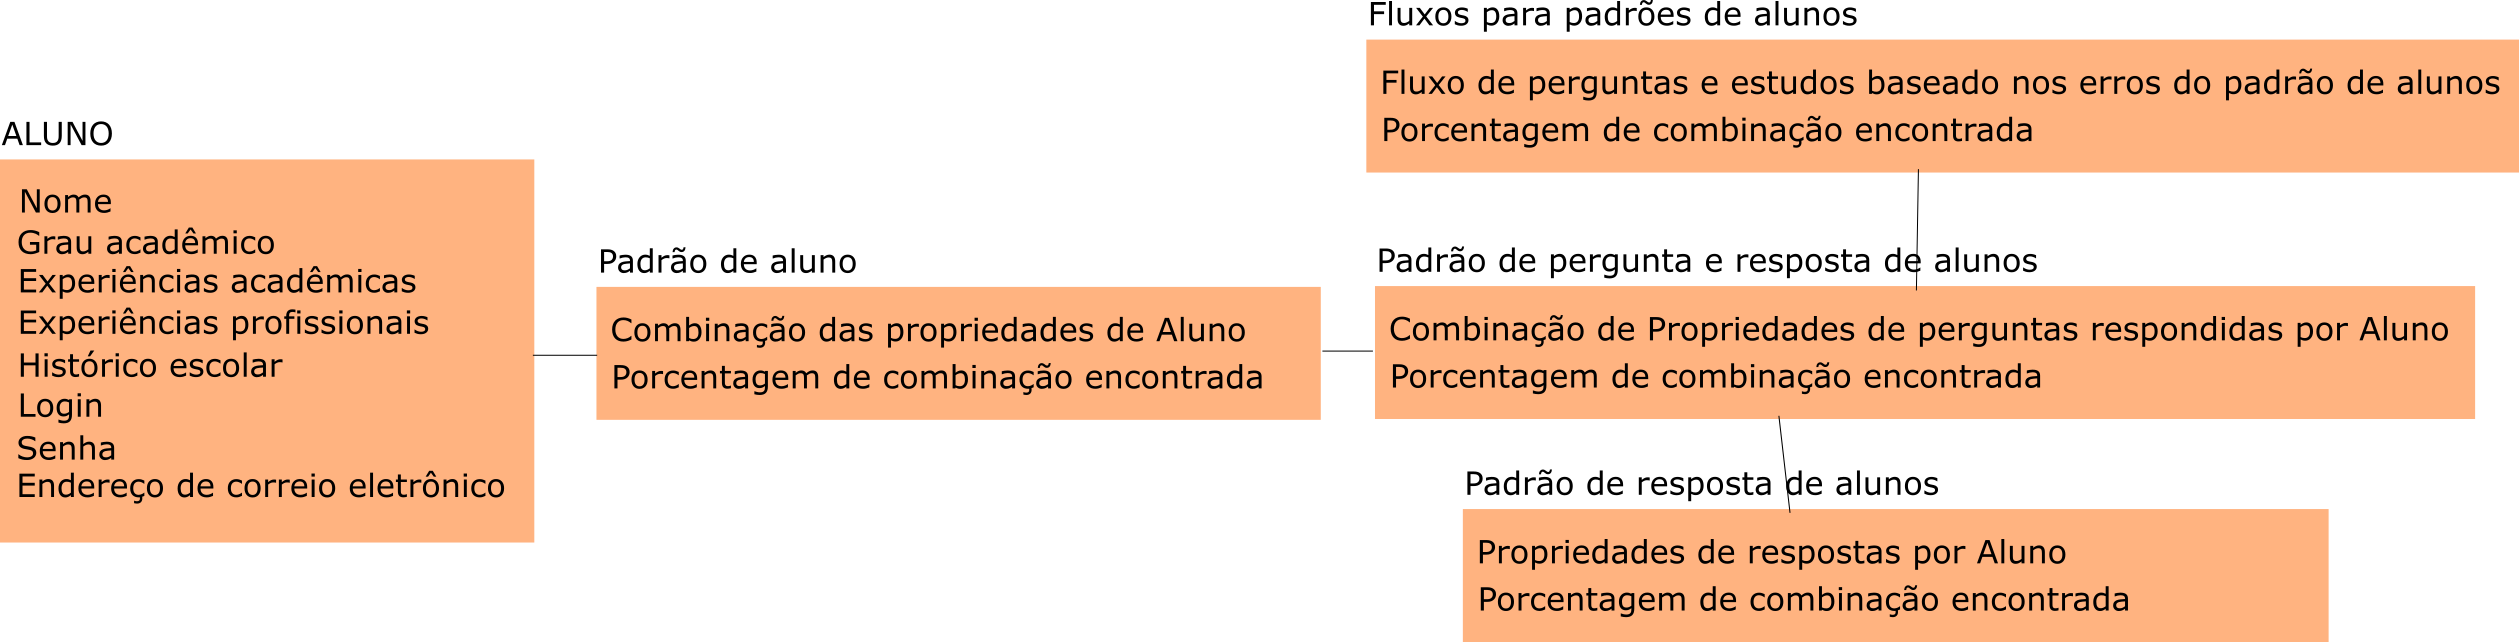 ALUNO
Nome
Grau acadêmico
Experiências acadêmicas
Experiências profissionais
Histórico escolar
Login
Senha
Endereço de correio eletrônico
Padrão de aluno
Combinação das propriedades de Aluno
Porcentagem de combinação encontrada
Fluxos para padrões de alunos
Fluxo de perguntas e estudos baseado nos erros do padrão de alunos
Porcentagem de combinação encontrada
Padrão de pergunta e resposta de alunos
Combinação de Propriedades de perguntas respondidas por Aluno
Porcentagem de combinação encontrada
Padrão de resposta de alunos
Propriedades de respostas por Aluno
Porcentagem de combinação encontrada